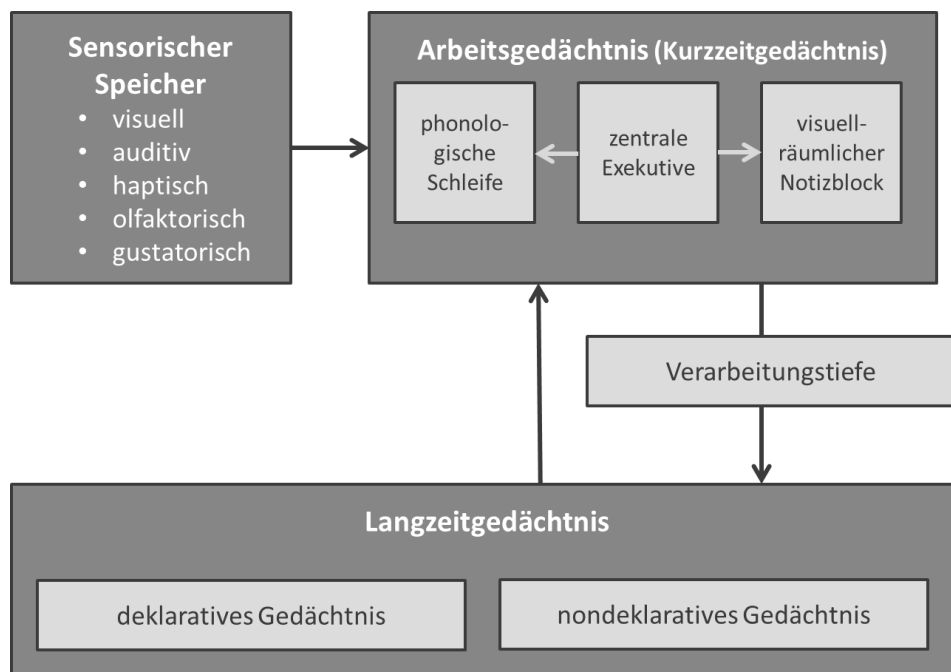 Sensorischer
Speicher
• visuell
• auditiv
• haptisch
• olfaktorisch
• gustatorisch
Arbeitsgedächtnis (Kurzzeitgedächtnis)
phonolo-
gische
Schleife
zentrale
Exekutive
visuell-
räumlicher
Notizblock
Verarbeitungstiefe
Langzeitgedächtnis
deklaratives Gedächtnis
nondeklaratives Gedächtnis